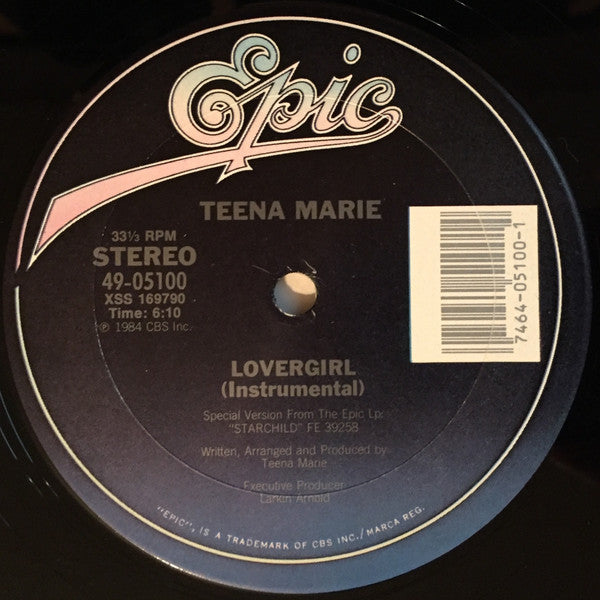 Epic
TEENA MARIE
33⅓ RPM
STEREO
49-05100
XSS 169790
Time: 6:10
℗ 1984 CBS Inc.
7464-05100-1
LOVERGIRL
(Instrumental)
Special Version From The Epic Lp:
"STARCHILD" FE 39258
Written, Arranged and Produced by
Teena Marie
Executive Producer
Larkin Arnold
"EPIC", IS A TRADEMARK OF CBS INC./MARCA REG.